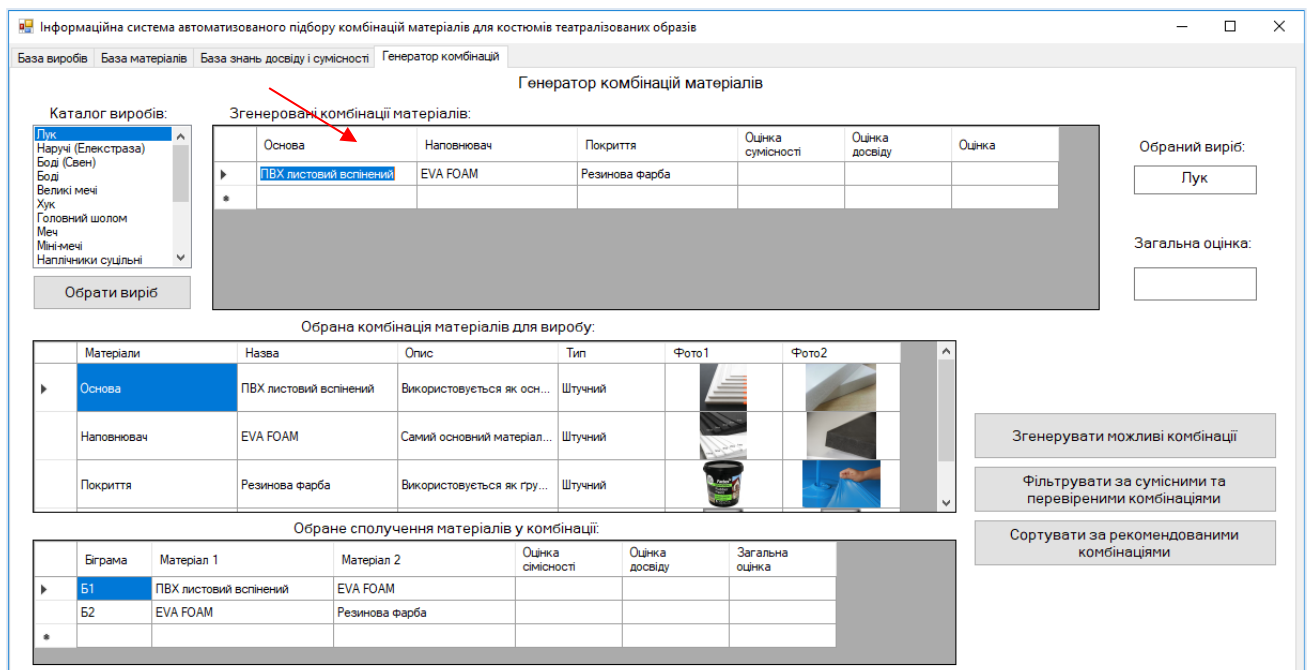 Інформаційна система автоматизованого підбору комбінацій матеріалів для костюмів театралізованих образів
База виробів База матеріалів База знань досвіду і сумісності Генератор комбінацій
Генератор комбінацій матеріалів
Каталог виробів:
Лук
Наручі (Електраза)
Боді (Свен)
Боді
Великі мечі
Хук
Головний шолом
Меч
Міні-мечі
Наплічники суцільні
Обрати виріб
Згенеровані комбінації матеріалів:
Основа Наповнювач Покриття Оцінка сумісності Оцінка досвіду Оцінка
ПВХ листовий вспінений EVA FOAM Резинова фарба
Обраний виріб:
Лук
Загальна оцінка:
Обрана комбінація матеріалів для виробу:
Матеріали Назва Опис Тип Фото1 Фото2
Основа ПВХ листовий вспінений Використовується як осн... Штучний
Наповнювач EVA FOAM Самий основний матеріал... Штучний
Покриття Резинова фарба Використовується як гру... Штучний
Згенерувати можливі комбінації
Фільтрувати за сумісними та
перевіреними комбінаціями
Сортувати за рекомендованими
комбінаціями
Обране сполучення матеріалів у комбінації:
Біграма Матеріал 1 Матеріал 2 Оцінка сімісності Оцінка досвіду Загальна оцінка
Б1 ПВХ листовий вспінений EVA FOAM
Б2 EVA FOAM Резинова фарба